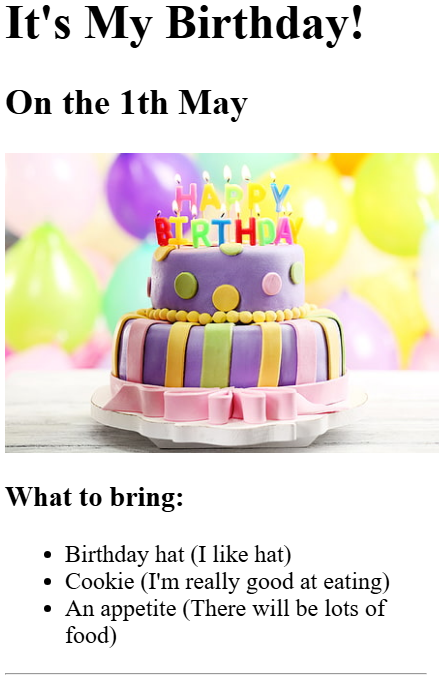 It's My Birthday!
On the 1th May
HAPPY
BIRTHDAY
What to bring:
Birthday hat (I like hat)
Cookie (I'm really good at eating)
An appetite (There will be lots of
food)